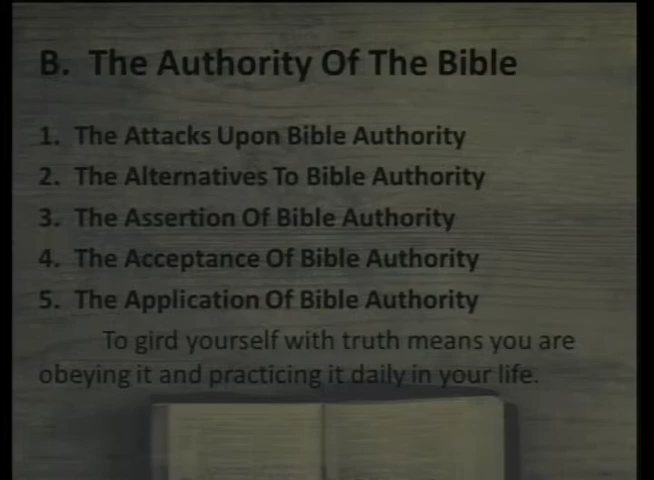 B. The Authority Of The Bible
1. The Attacks Upon Bible Authority
2. The Alternatives To Bible Authority
3. The Assertion Of Bible Authority
4. The Acceptance Of Bible Authority
5. The Application Of Bible Authority
To gird yourself with truth means you are
obeying it and practicing it daily in your life.